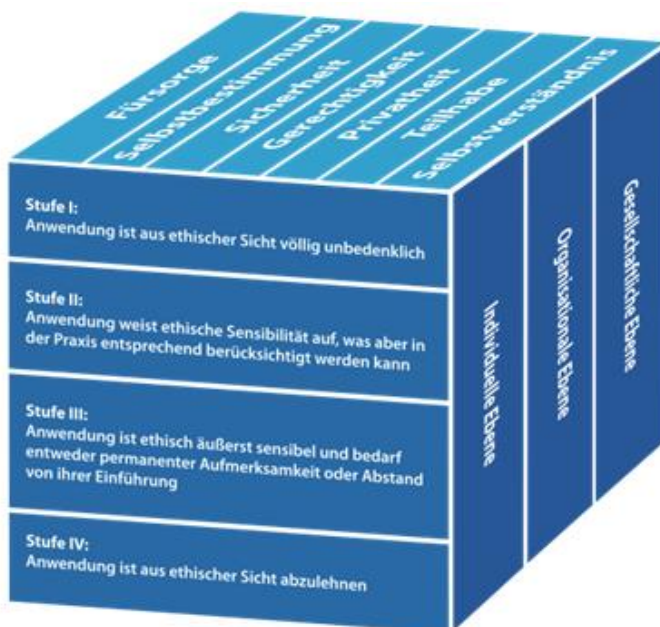 Fürsorge
Selbstbestimmung
Sicherheit
Gerechtigkeit
Privatheit
Teilhabe
Selbstverständnis
Stufe I:
Anwendung ist aus ethischer Sicht völlig unbedenklich
Stufe II:
Anwendung weist ethische Sensibilität auf, was aber in
der Praxis entsprechend berücksichtigt werden kann
Stufe III:
Anwendung ist ethisch äußerst sensibel und bedarf
entweder permanenter Aufmerksamkeit oder Abstand
von ihrer Einführung
Stufe IV:
Anwendung ist aus ethischer Sicht abzulehnen
Individuelle Ebene
Organisationale Ebene
Gesellschaftliche Ebene